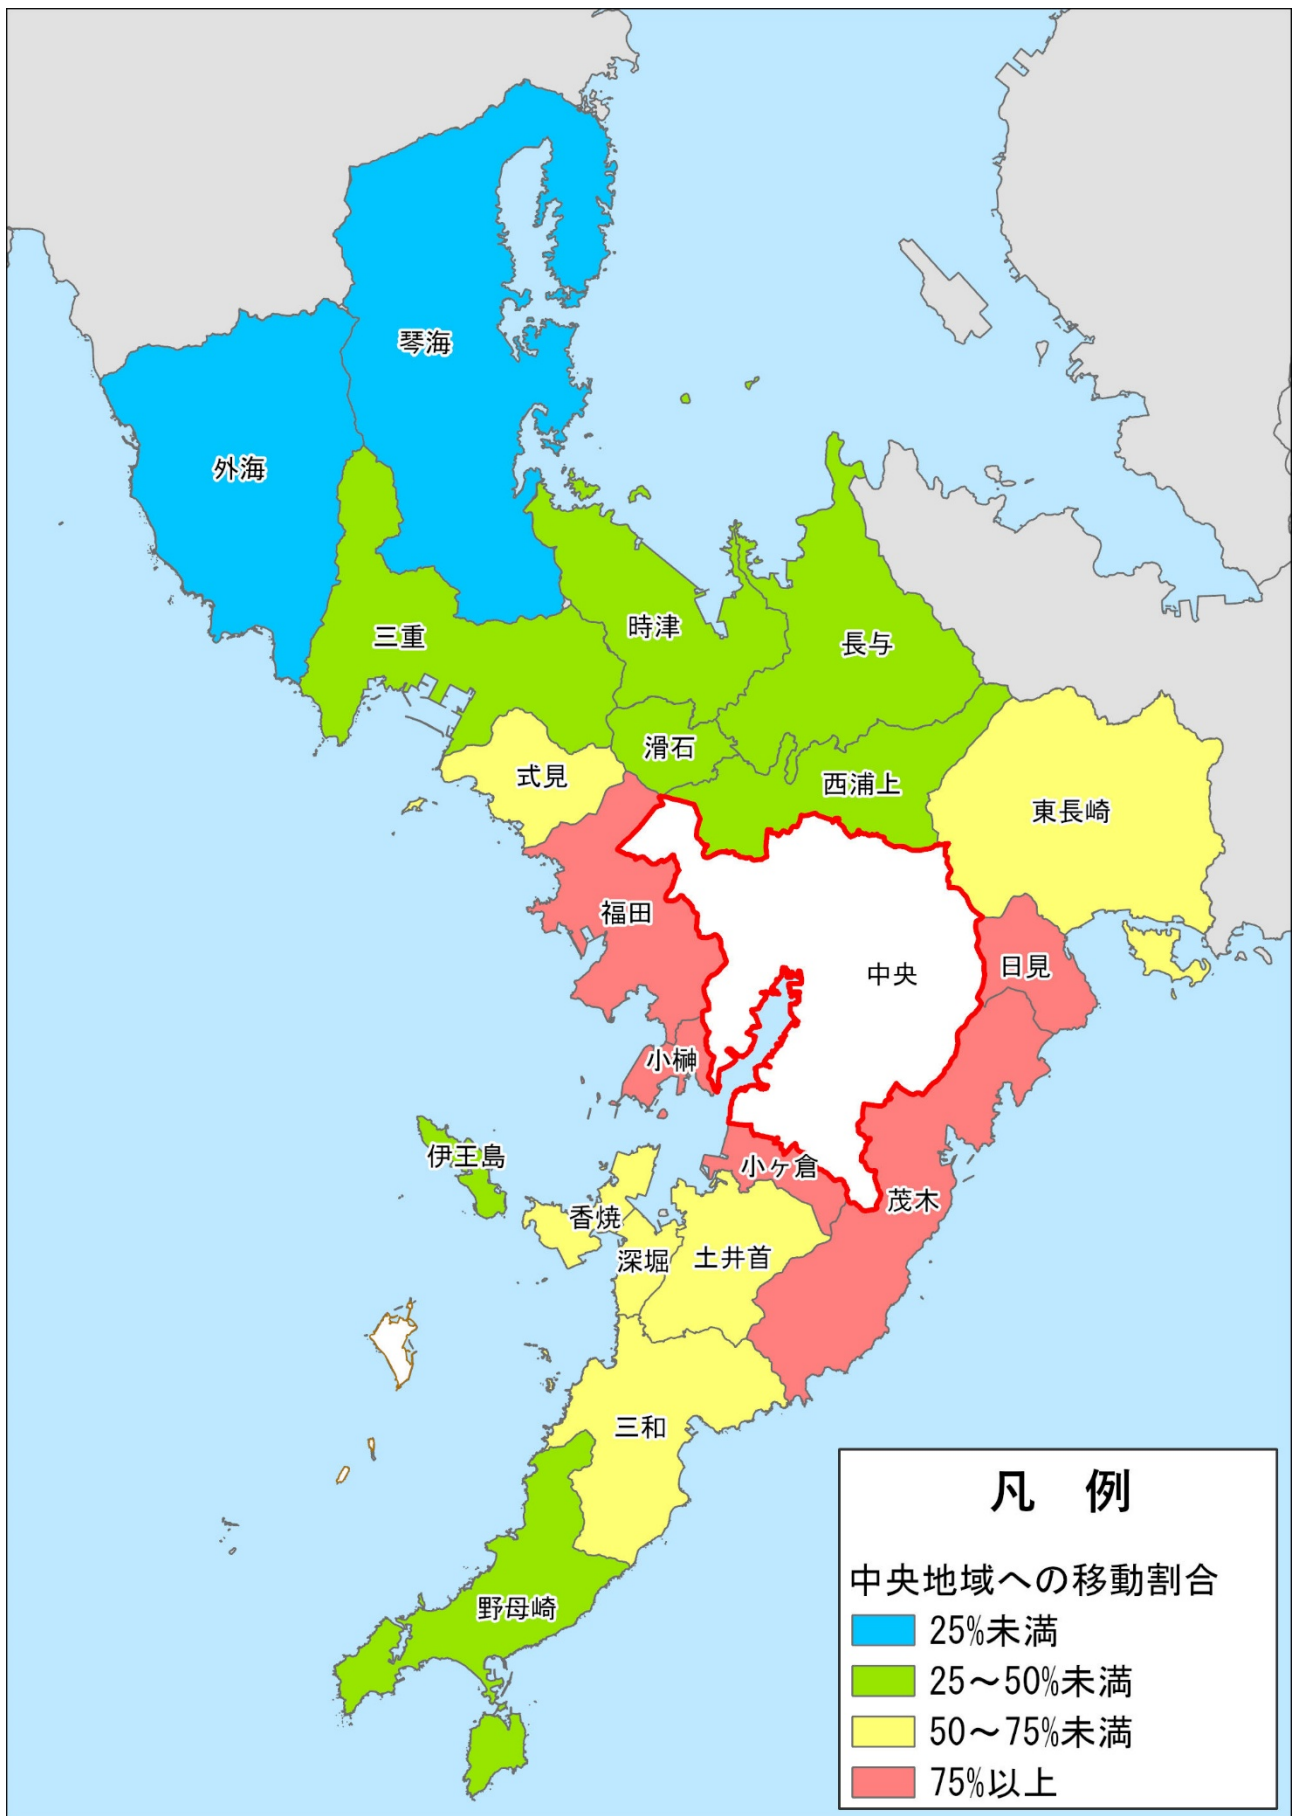 琴海
外海
三重
時津
長与
滑石
式見
西浦上
東長崎
福田
中央
日見
小榊
伊王島
小ヶ倉
茂木
香焼
深堀
土井首
三和
野母崎
凡 例
中央地域への移動割合
25%未満
25～50%未満
50～75%未満
75%以上